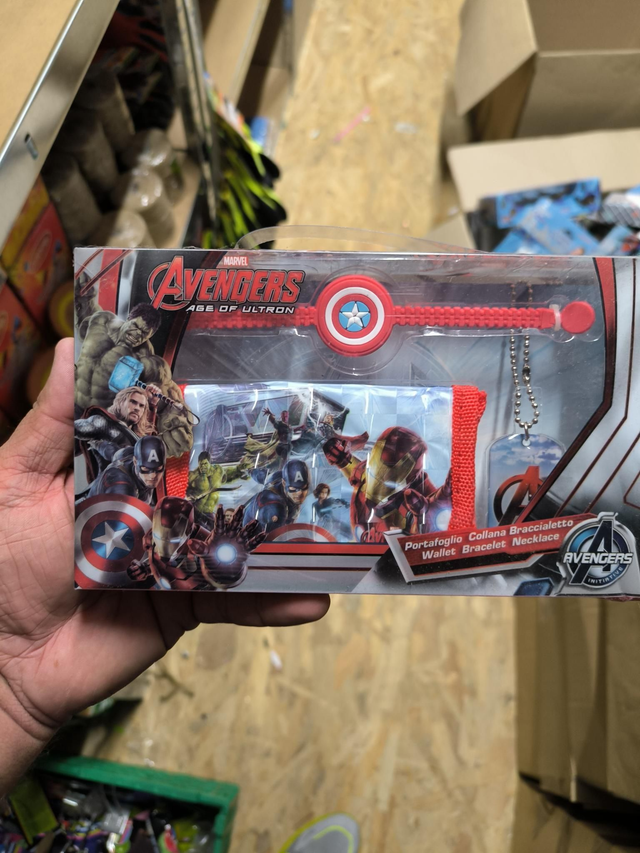 MARVEL
AVENGERS
AGE OF ULTRON
Portafoglio Collana Braccialetto
Wallet Bracelet Necklace
AVENGERS
INITIATIVE